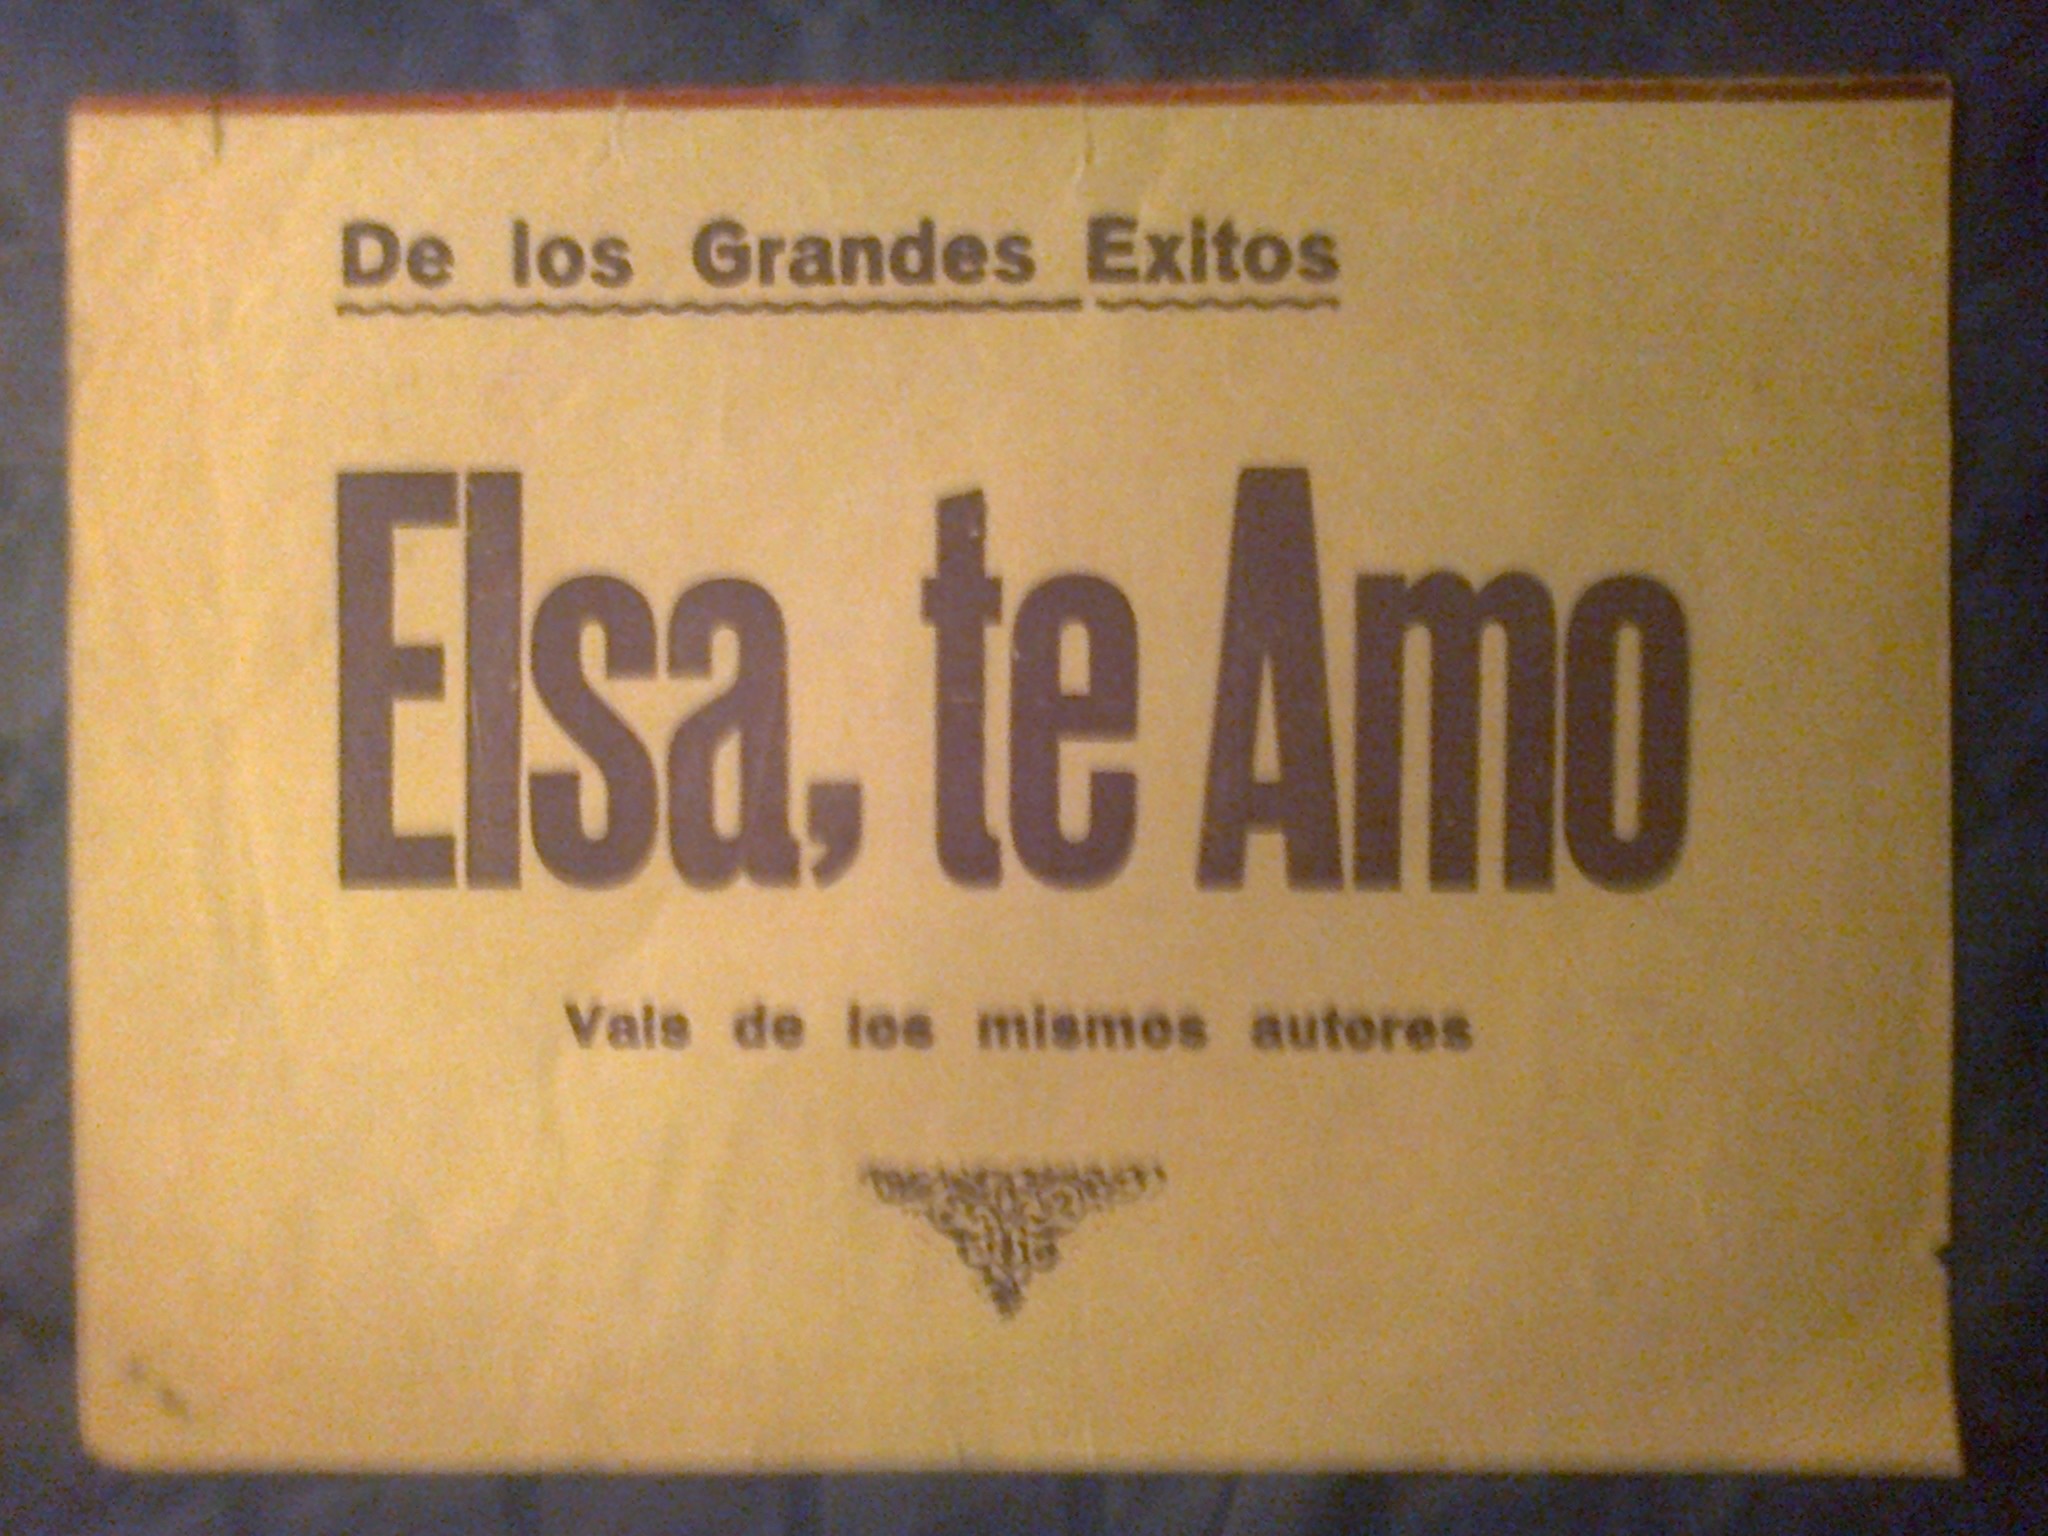 De los Grandes Exitos
Elsa, te Amo
Vals de los mismos autores